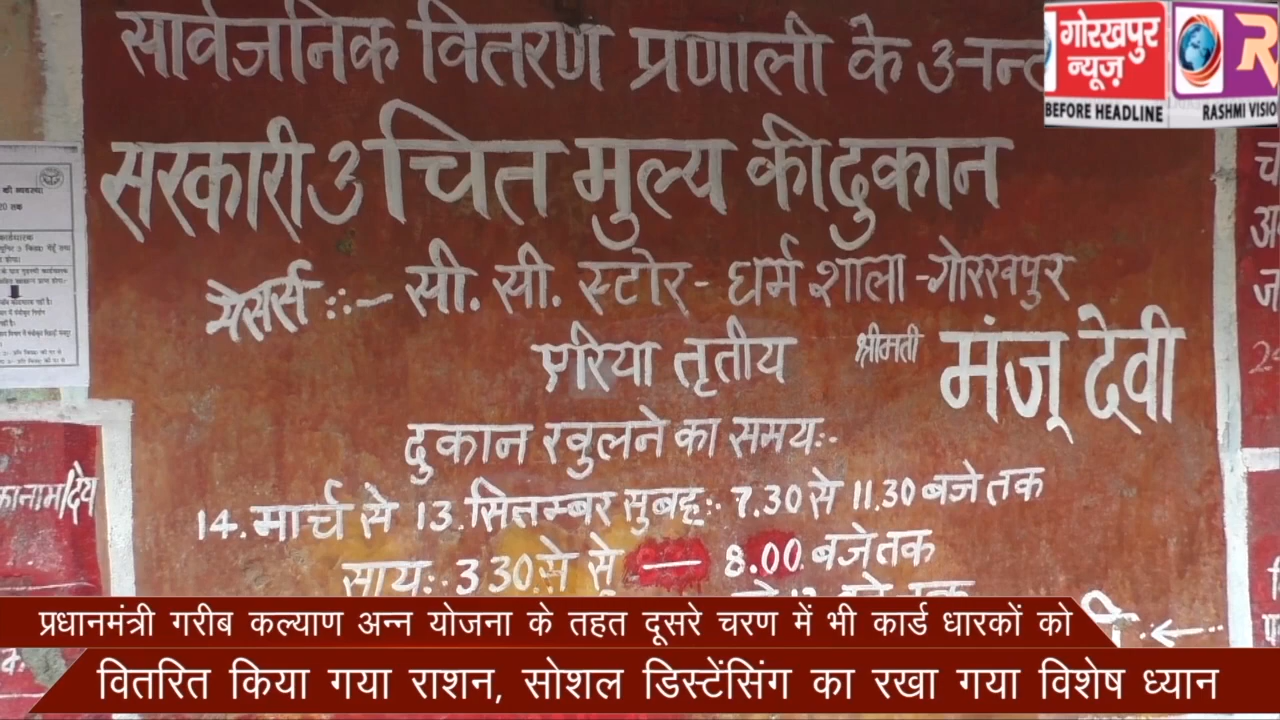 सार्वजनिक वितरण प्रणाली के अन्त
सरकारी उचित मुल्य की दुकान
मेसर्स :- सी. सी. स्टोर - धर्मशाला - गोरखपुर
एरिया तृतीय श्रीमती मंजू देवी
दुकान खुलने का समय:-
14. मार्च से 13. सितम्बर सुबह:- 7.30 से 11.30 बजे तक
सायः- 3 30 से से — 8.00 बजे तक
कानाम/देय
गोरखपुर
न्यूज़
BEFORE HEADLINE
RASHMI VISIO
प्रधानमंत्री गरीब कल्याण अन्न योजना के तहत दूसरे चरण में भी कार्ड धारकों को
वितरित किया गया राशन, सोशल डिस्टेंसिंग का रखा गया विशेष ध्यान